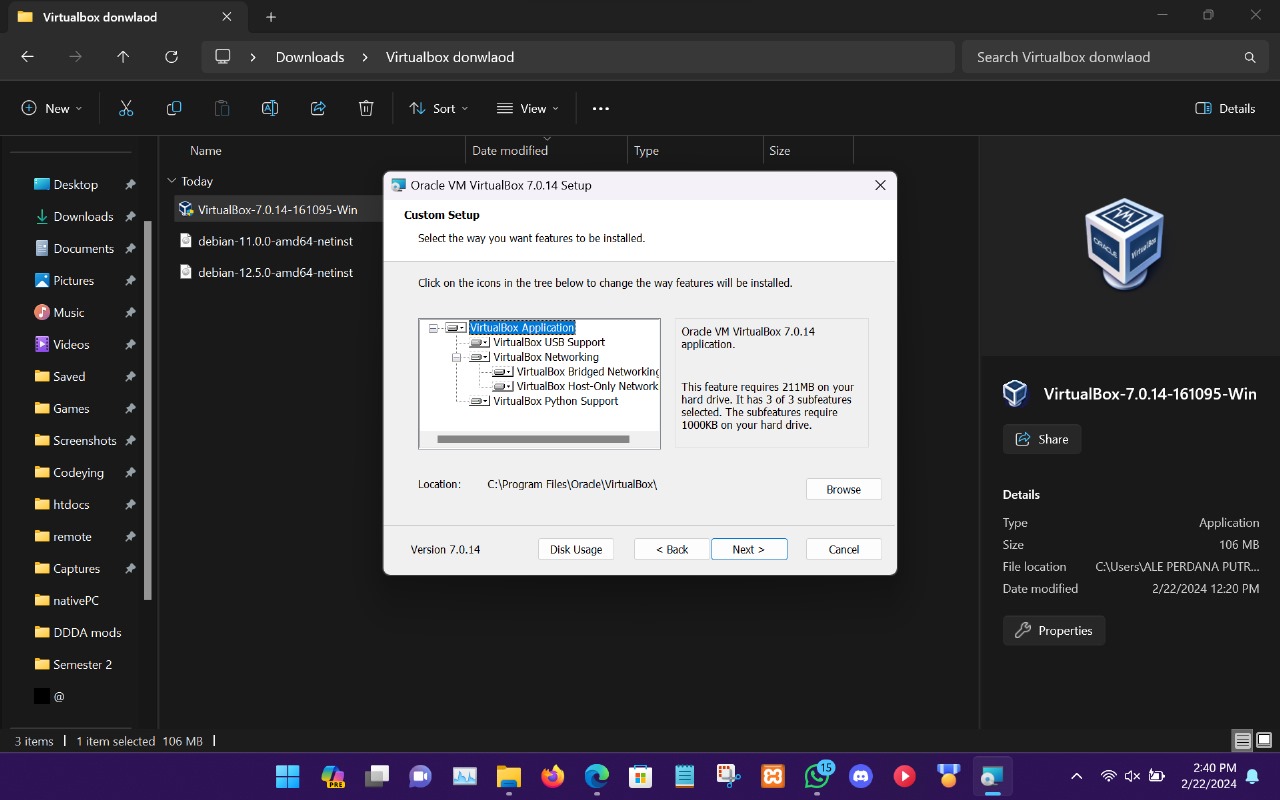 Virtualbox donwlaod
Downloads
Virtualbox donwlaod
Search Virtualbox donwlaod
New
Sort
View
Details
Name
Date modified
Type
Size
Desktop
Downloads
Documents
Pictures
Music
Videos
Saved
Games
Screenshots
Codeying
htdocs
remote
Captures
nativePC
DDDA mods
Semester 2
@
Today
VirtualBox-7.0.14-161095-Win
debian-11.0.0-amd64-netinst
debian-12.5.0-amd64-netinst
Oracle VM VirtualBox 7.0.14 Setup
Custom Setup
Select the way you want features to be installed.
Click on the icons in the tree below to change the way features will be installed.
VirtualBox Application
VirtualBox USB Support
VirtualBox Networking
VirtualBox Bridged Networking
VirtualBox Host-Only Network
VirtualBox Python Support
Oracle VM VirtualBox 7.0.14
application.
This feature requires 211MB on your
hard drive. It has 3 of 3 subfeatures
selected. The subfeatures require
1000KB on your hard drive.
Location:
C:\Program Files\Oracle\VirtualBox\
Browse
Version 7.0.14
Disk Usage
< Back
Next >
Cancel
VM
ORACLE
VirtualBox
VirtualBox-7.0.14-161095-Win
Share
Details
Type
Application
Size
106 MB
File location
C:\Users\ALE PERDANA PUTR...
Date modified
2/22/2024 12:20 PM
Properties
3 items
1 item selected
106 MB
PRE
15
2:40 PM
2/22/2024